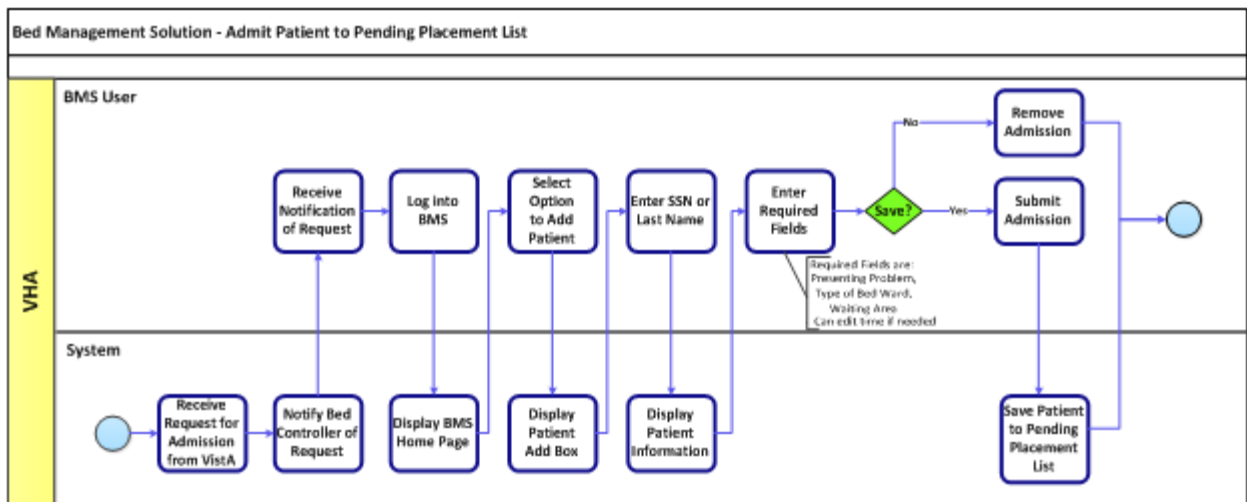 Bed Management Solution - Admit Patient to Pending Placement List
VHA
BMS User
Receive
Notification
of Request
Log into
BMS
Select
Option
to Add
Patient
Enter SSN or
Last Name
Enter
Required
Fields
Save?
No
Yes
Remove
Admission
Submit
Admission
Required Fields are:
Presenting Problem,
Type of Bed Ward,
Waiting Area
Can edit time if needed
System
Receive
Request for
Admission
from VistA
Notify Bed
Controller of
Request
Display BMS
Home Page
Display
Patient
Add Box
Display
Patient
Information
Save Patient
to Pending
Placement
List